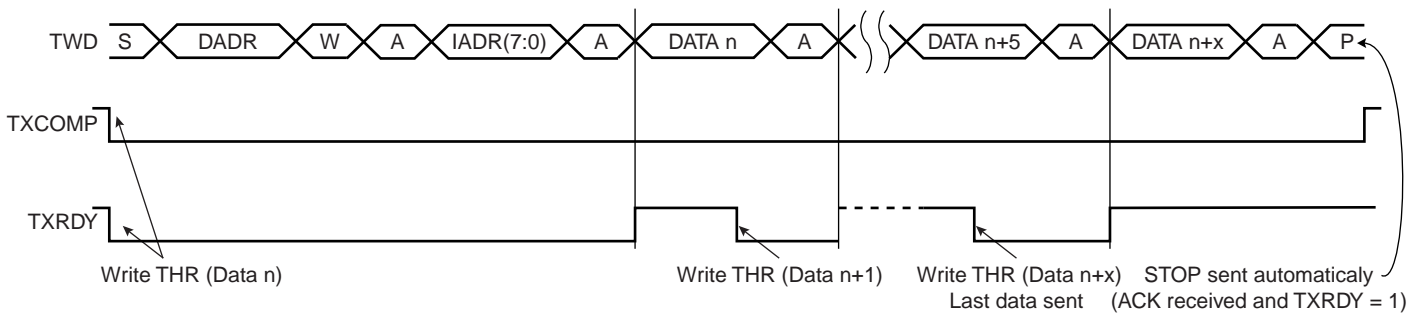 TWD S DADR W A IADR(7:0) A DATA n A DATA n+5 A DATA n+x A P
TXCOMP
TXRDY
Write THR (Data n) Write THR (Data n+1) Write THR (Data n+x) STOP sent automaticaly
Last data sent (ACK received and TXRDY = 1)